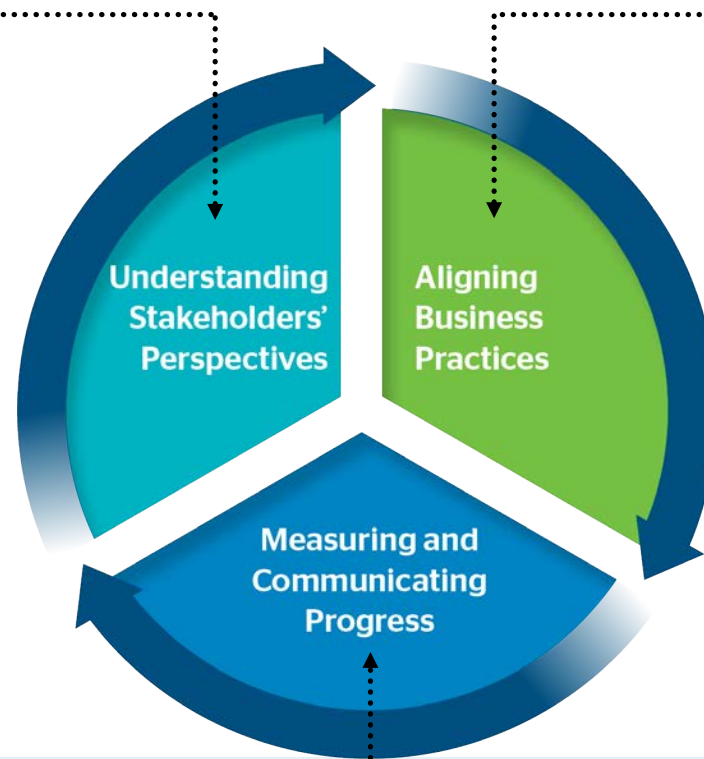 Understanding
Stakeholders’
Perspectives
Aligning
Business
Practices
Measuring and
Communicating
Progress